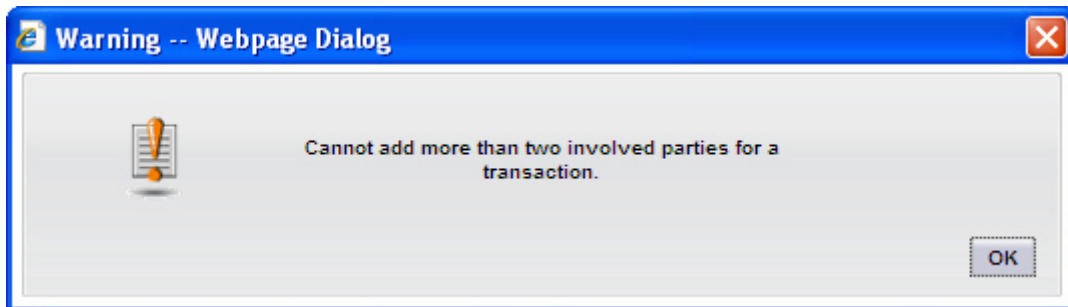 Warning -- Webpage Dialog
Cannot add more than two involved parties for a
transaction.
OK